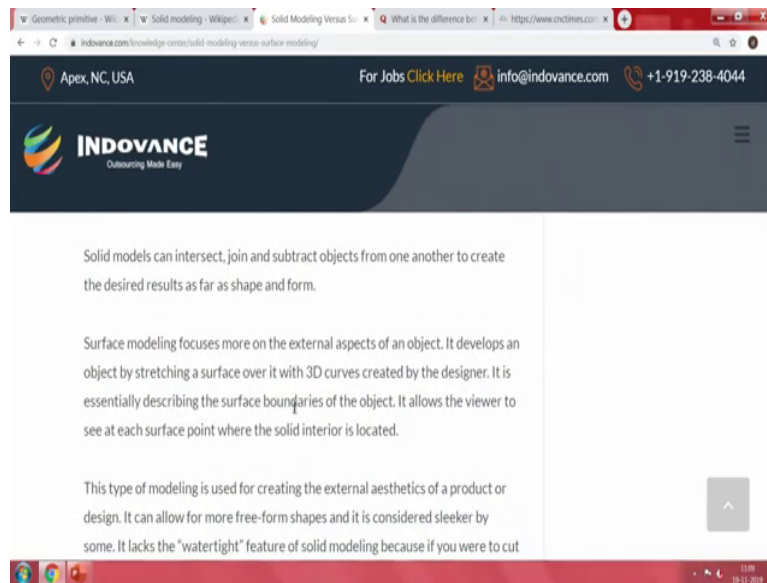 Geometric primitive - Wik
Solid modeling - Wikiped
Solid Modeling Versus Su
What is the difference bet
https://www.cnctimes.com
indovance.com/knowledge-center/solid-modeling-versus-surface-modeling/
Apex, NC, USA
For Jobs Click Here
info@indovance.com
+1-919-238-4044
INDOVANCE
Outsourcing Made Easy
Solid models can intersect, join and subtract objects from one another to create
the desired results as far as shape and form.
Surface modeling focuses more on the external aspects of an object. It develops an
object by stretching a surface over it with 3D curves created by the designer. It is
essentially describing the surface boundaries of the object. It allows the viewer to
see at each surface point where the solid interior is located.
This type of modeling is used for creating the external aesthetics of a product or
design. It can allow for more free-form shapes and it is considered sleeker by
some. It lacks the "watertight" feature of solid modeling because if you were to cut
11:09
19-11-2019